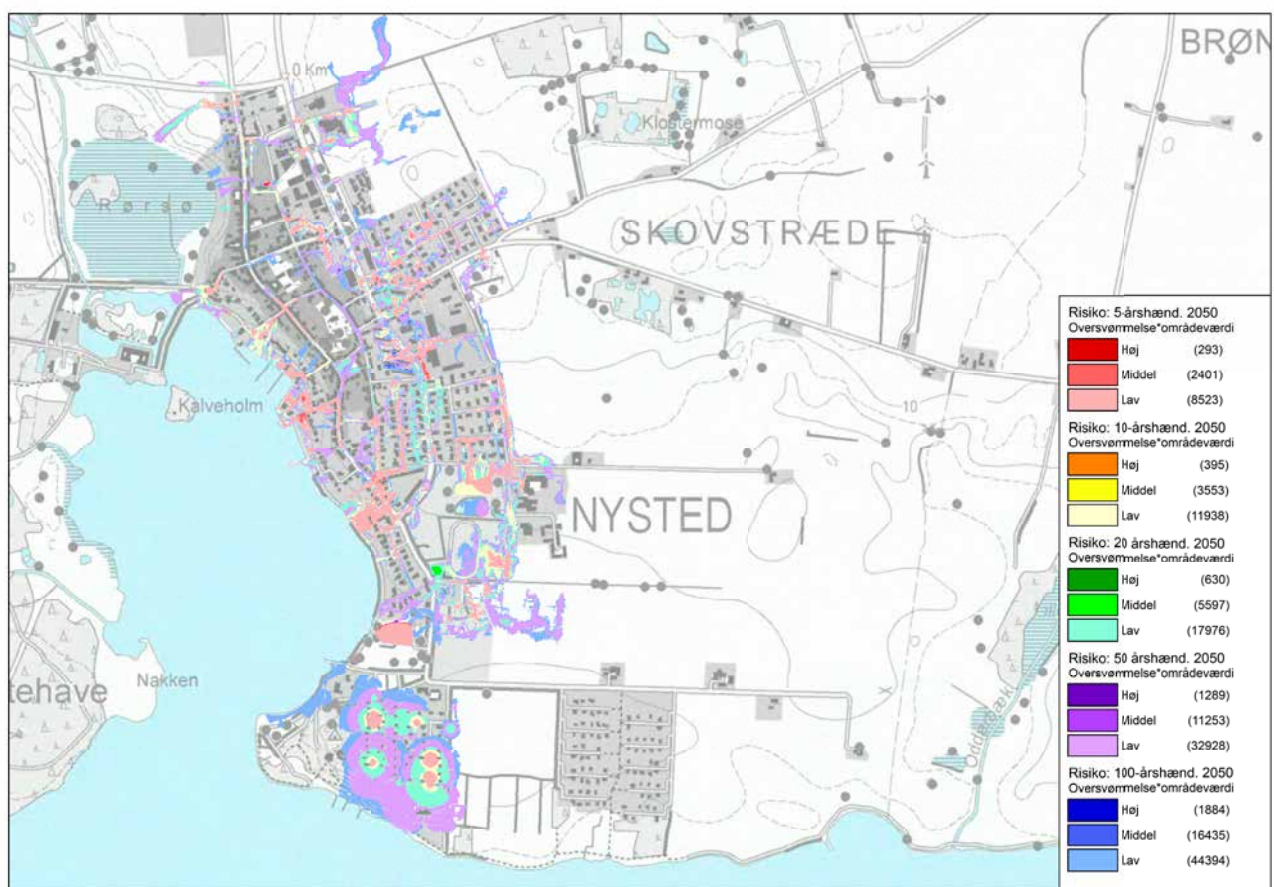 BRØN
0 Km
Klostermose
Rørsø
SKOVSTRÆDE
Kalveholm
10
NYSTED
Nakken
tehave
Risiko: 5-årshænd. 2050
Oversvømmelse*områdeværdi
Høj (293)
Middel (2401)
Lav (8523)
Risiko: 10-årshænd. 2050
Oversvømmelse*områdeværdi
Høj (395)
Middel (3553)
Lav (11938)
Risiko: 20 årshænd. 2050
Oversvømmelse*områdeværdi
Høj (630)
Middel (5597)
Lav (17976)
Risiko: 50 årshænd. 2050
Oversvømmelse*områdeværdi
Høj (1289)
Middel (11253)
Lav (32928)
Risiko: 100-årshænd. 2050
Oversvømmelse*områdeværdi
Høj (1884)
Middel (16435)
Lav (44394)